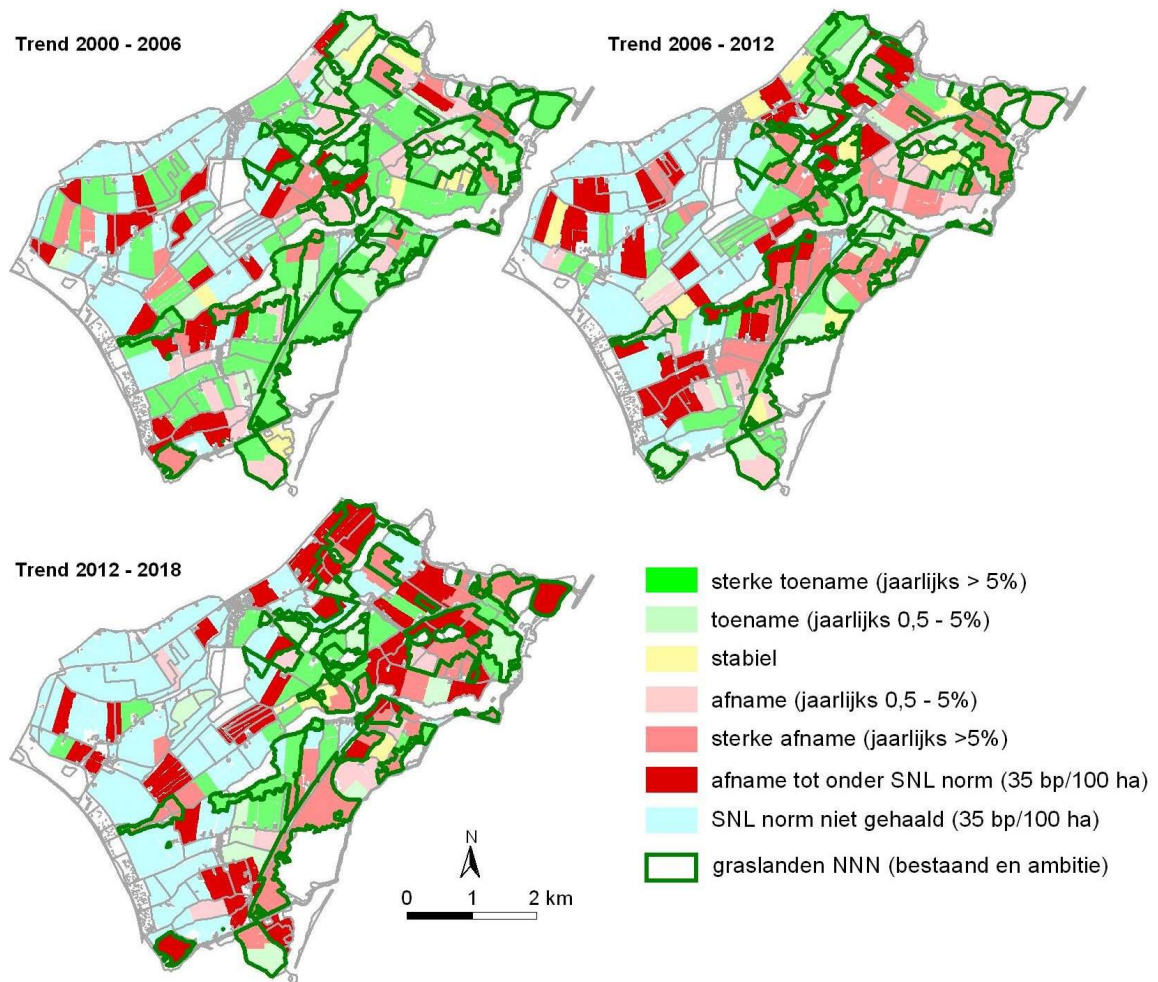 Trend 2000 - 2006
Trend 2006 - 2012
Trend 2012 - 2018
sterke toename (jaarlijks > 5%)
toename (jaarlijks 0,5 - 5%)
stabiel
afname (jaarlijks 0,5 - 5%)
sterke afname (jaarlijks >5%)
afname tot onder SNL norm (35 bp/100 ha)
SNL norm niet gehaald (35 bp/100 ha)
graslanden NNN (bestaand en ambitie)
N
0 1 2 km